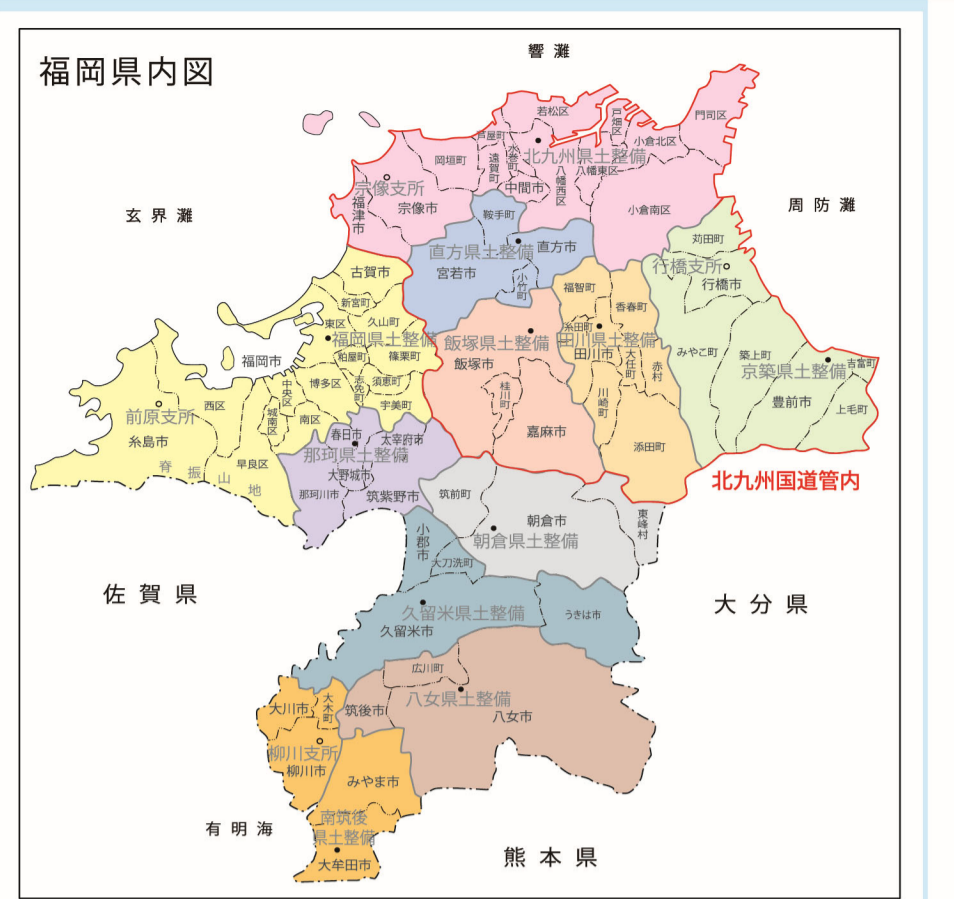 福岡県内図
響灘
玄界灘
周防灘
門司区
若松区
戸畑区
小倉北区
芦屋町
水巻町
遠賀町
岡垣町
北九州県土整備
八幡東区
八幡西区
中間市
宗像支所
宗像市
福津市
小倉南区
鞍手町
直方県土整備
直方市
宮若市
小竹町
苅田町
行橋支所
行橋市
古賀市
新宮町
久山町
東区
福岡県土整備
粕屋町
篠栗町
福岡市
博多区
志免町
須恵町
宇美町
中央区
城南区
南区
西区
前原支所
糸島市
早良区
脊振山地
福智町
香春町
糸田町
田川県土整備
田川市
大任町
赤村
川崎町
添田町
飯塚県土整備
飯塚市
桂川町
嘉麻市
みやこ町
築上町
吉富町
京築県土整備
豊前市
上毛町
北九州国道管内
春日市
太宰府市
那珂県土整備
大野城市
那珂川市
筑紫野市
筑前町
朝倉市
東峰村
朝倉県土整備
小郡市
大刀洗町
佐賀県
大分県
久留米県土整備
久留米市
うきは市
広川町
八女県土整備
八女市
筑後市
大川市
大木町
柳川支所
柳川市
みやま市
南筑後
県土整備
大牟田市
有明海
熊本県